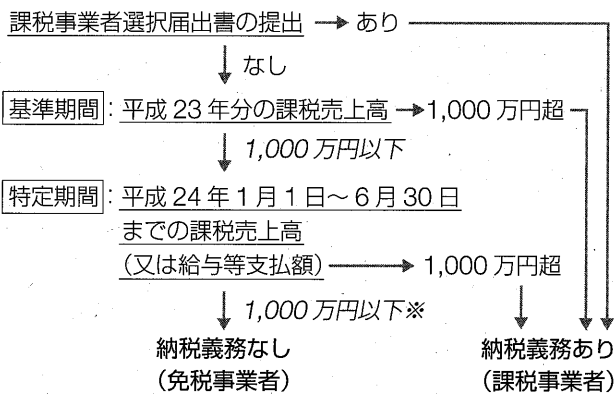 課税事業者選択届出書の提出 → あり
↓ なし
基準期間：平成23年分の課税売上高 → 1,000万円超
↓ 1,000万円以下
特定期間：平成24年1月1日～6月30日
までの課税売上高
（又は給与等支払額） → 1,000万円超
↓ 1,000万円以下※
納税義務なし 納税義務あり
（免税事業者） （課税事業者）